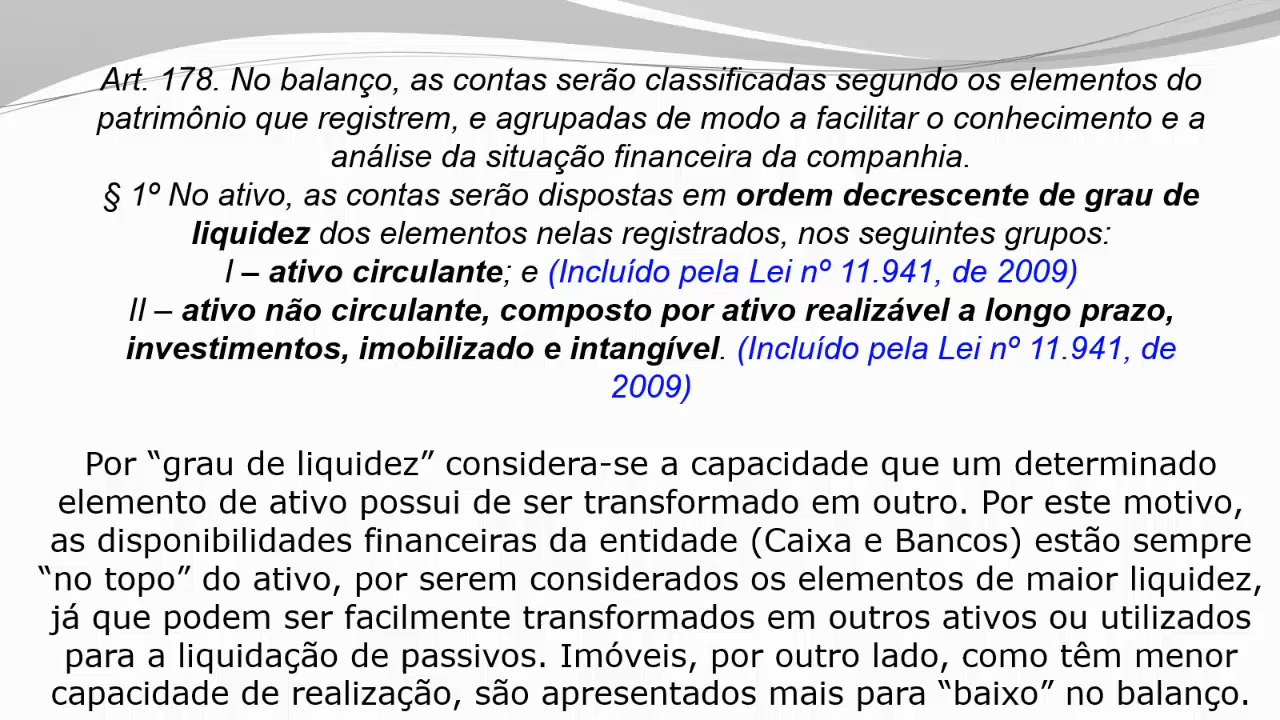 Art. 178. No balanço, as contas serão classificadas segundo os elementos do
patrimônio que registrem, e agrupadas de modo a facilitar o conhecimento e a
análise da situação financeira da companhia.
§ 1º No ativo, as contas serão dispostas em ordem decrescente de grau de
liquidez dos elementos nelas registrados, nos seguintes grupos:
I – ativo circulante; e (Incluído pela Lei nº 11.941, de 2009)
II – ativo não circulante, composto por ativo realizável a longo prazo,
investimentos, imobilizado e intangível. (Incluído pela Lei nº 11.941, de
2009)
Por “grau de liquidez” considera-se a capacidade que um determinado
elemento de ativo possui de ser transformado em outro. Por este motivo,
as disponibilidades financeiras da entidade (Caixa e Bancos) estão sempre
“no topo” do ativo, por serem considerados os elementos de maior liquidez,
já que podem ser facilmente transformados em outros ativos ou utilizados
para a liquidação de passivos. Imóveis, por outro lado, como têm menor
capacidade de realização, são apresentados mais para “baixo” no balanço.